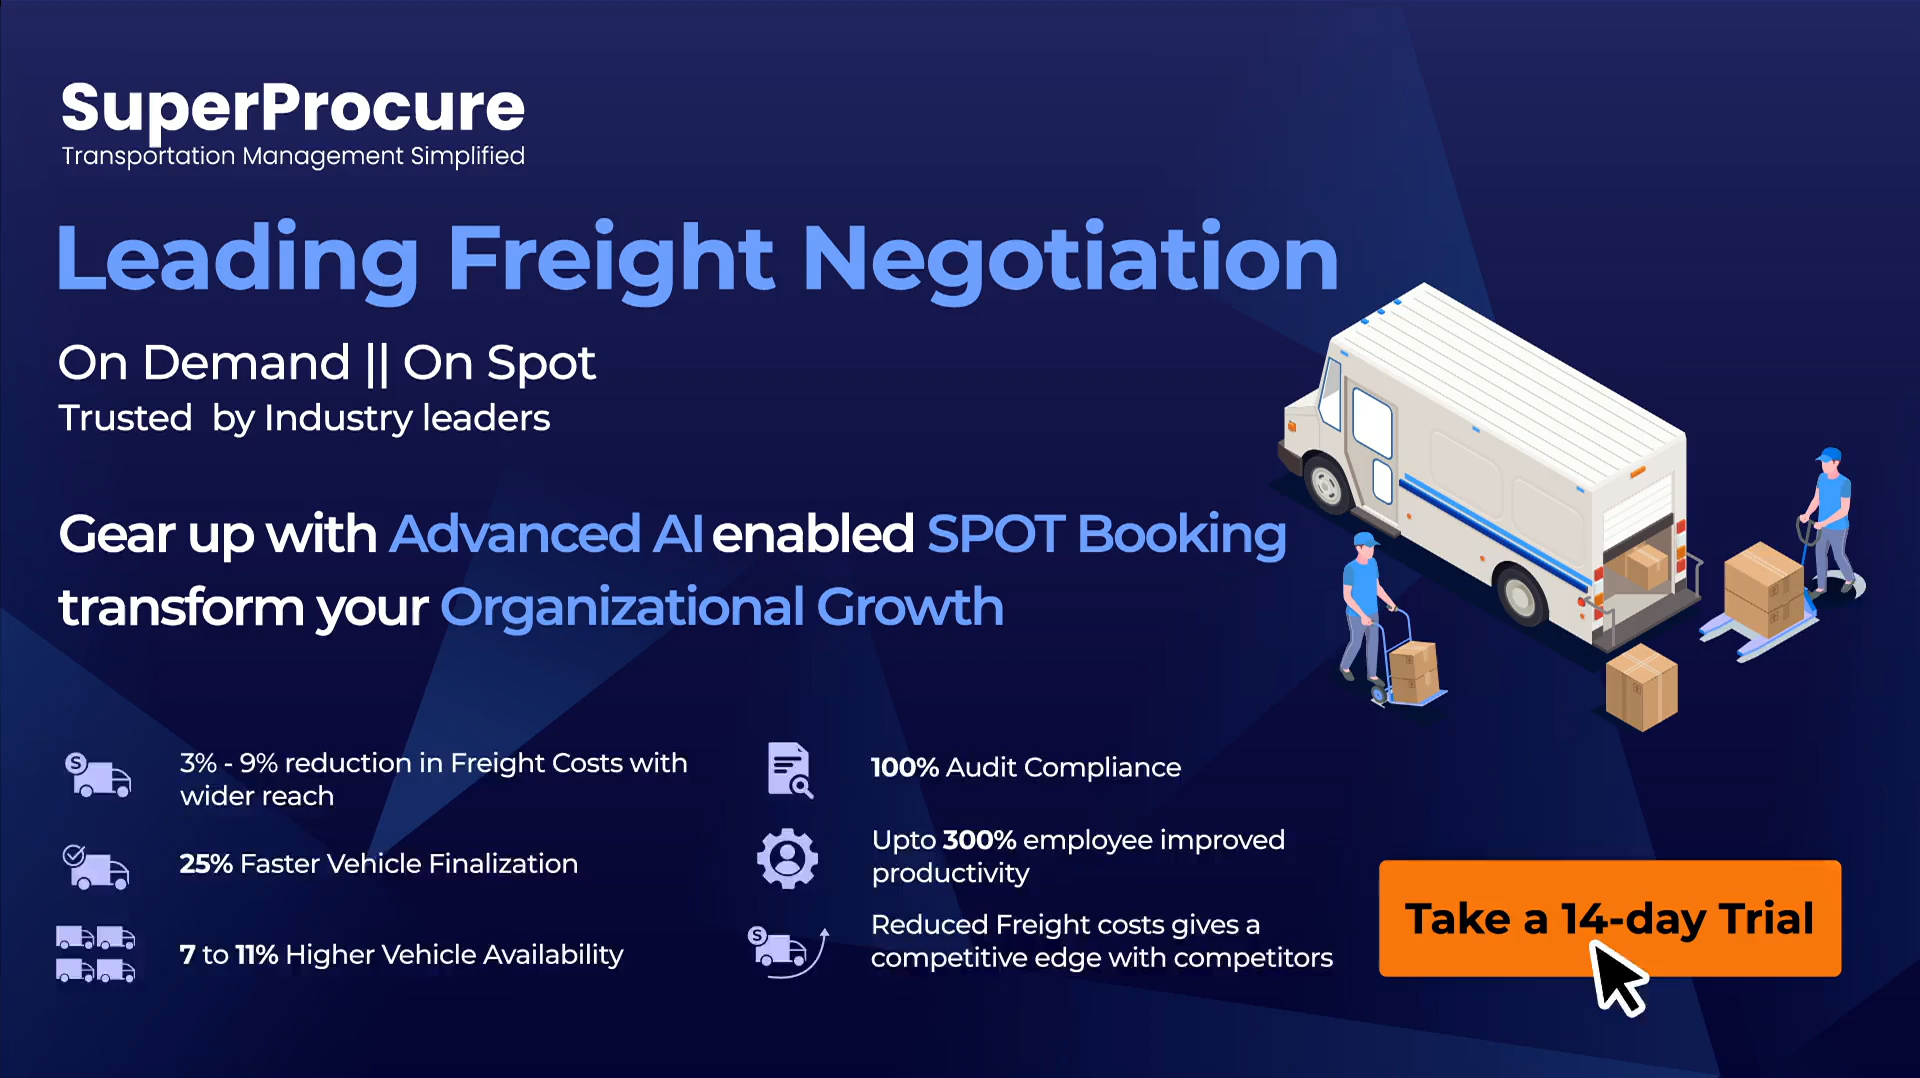 SuperProcure
Transportation Management Simplified
Leading Freight Negotiation
On Demand || On Spot
Trusted by Industry leaders
Gear up with Advanced AI enabled SPOT Booking
transform your Organizational Growth
S
3% - 9% reduction in Freight Costs with
wider reach
25% Faster Vehicle Finalization
7 to 11% Higher Vehicle Availability
100% Audit Compliance
Upto 300% employee improved
productivity
S
Reduced Freight costs gives a
competitive edge with competitors
Take a 14-day Trial